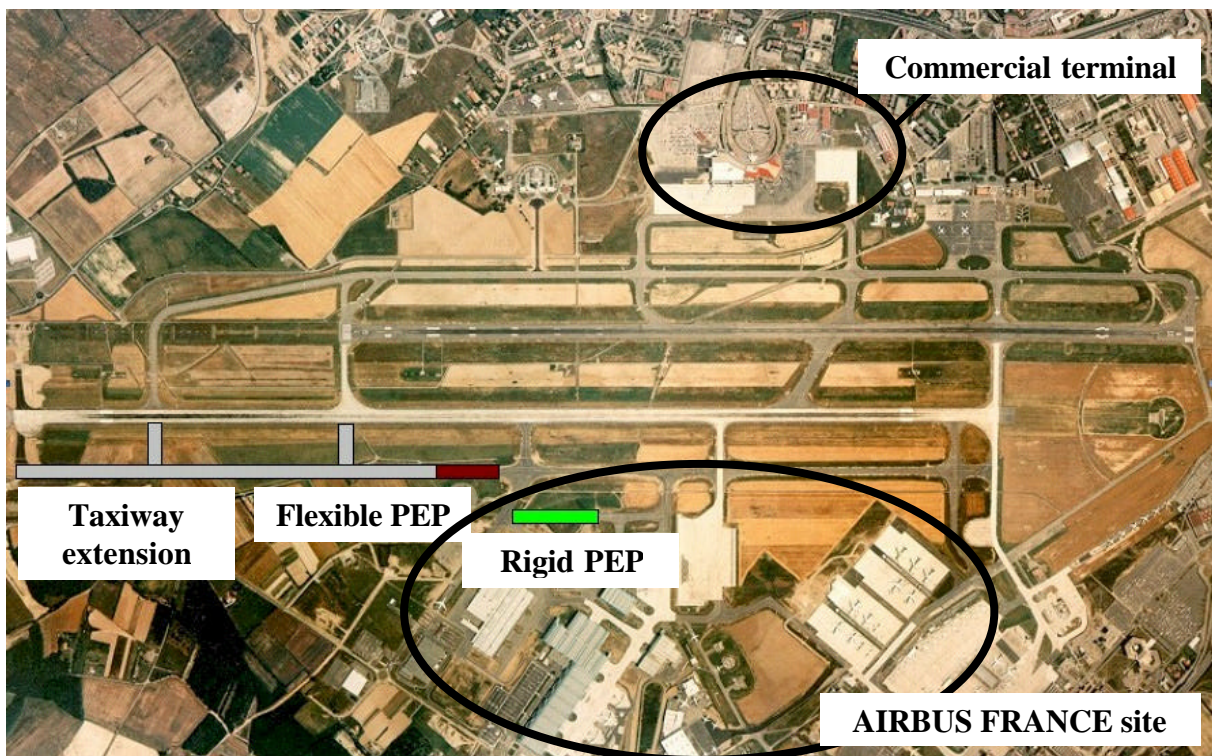 Commercial terminal
Taxiway
extension
Flexible PEP
Rigid PEP
AIRBUS FRANCE site